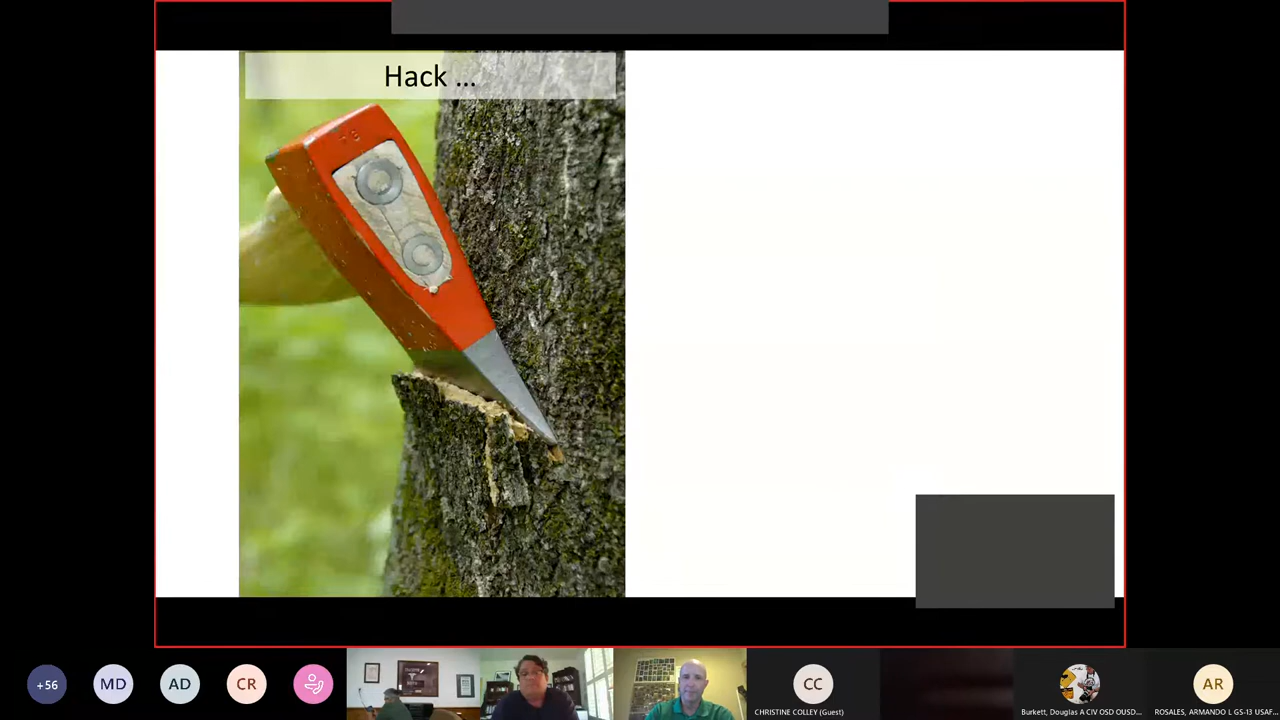 Hack ...
+56
MD
AD
CR
CC
AR
CHRISTINE COLLEY (Guest)
Burkett, Douglas A CIV OSD OUSD...
ROSALES, ARMANDO L GS-13 USAF...